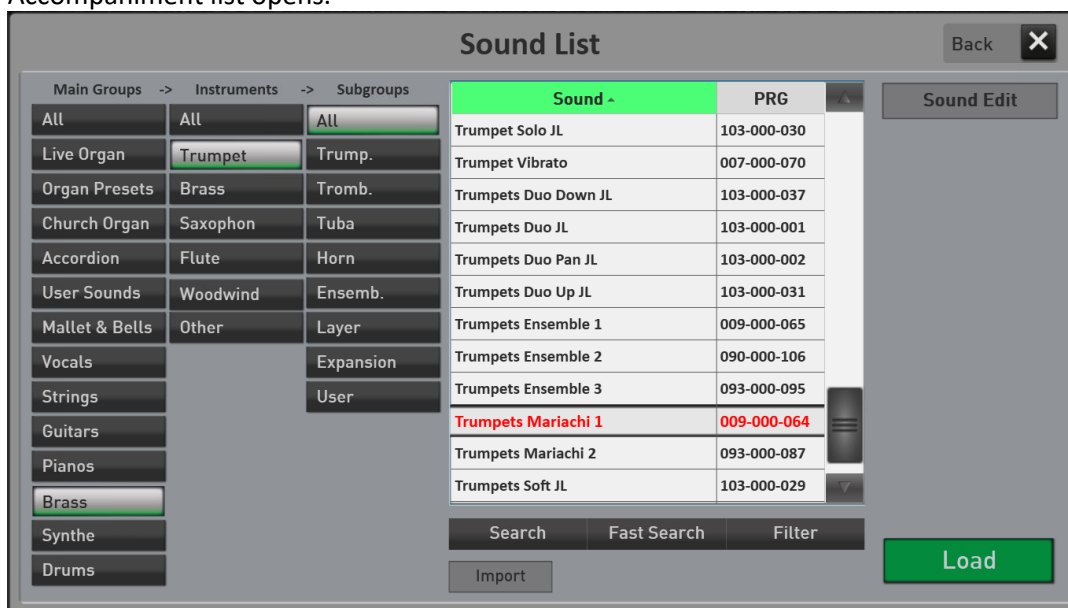 Accompaniment list opens.
Sound List
Back
Main Groups -> Instruments -> Subgroups
All
Live Organ
Organ Presets
Church Organ
Accordion
User Sounds
Mallet & Bells
Vocals
Strings
Guitars
Pianos
Brass
Synthe
Drums
All
Trumpet
Brass
Saxophon
Flute
Woodwind
Other
All
Trump.
Tromb.
Tuba
Horn
Ensemb.
Layer
Expansion
User
Sound PRG
Trumpet Solo JL 103-000-030
Trumpet Vibrato 007-000-070
Trumpets Duo Down JL 103-000-037
Trumpets Duo JL 103-000-001
Trumpets Duo Pan JL 103-000-002
Trumpets Duo Up JL 103-000-031
Trumpets Ensemble 1 009-000-065
Trumpets Ensemble 2 090-000-106
Trumpets Ensemble 3 093-000-095
Trumpets Mariachi 1 009-000-064
Trumpets Mariachi 2 093-000-087
Trumpets Soft JL 103-000-029
Search Fast Search Filter
Import
Sound Edit
Load